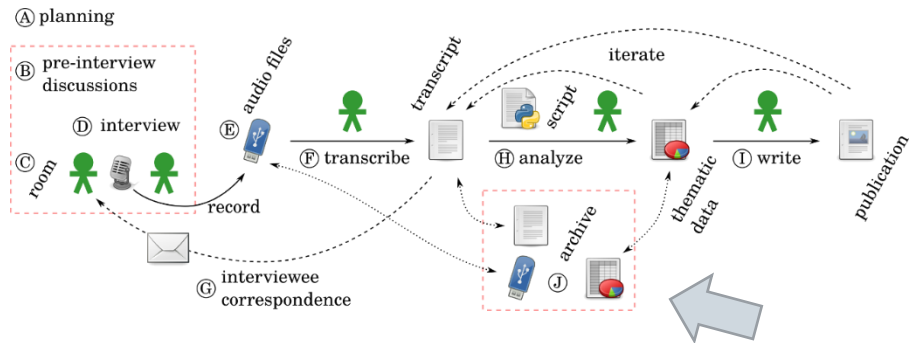 Ⓐ planning
Ⓑ pre-interview
discussions
Ⓓ interview
Ⓒ room
record
Ⓔ audio files
Ⓕ transcribe
transcript
Ⓖ interviewee
correspondence
iterate
script
Ⓗ analyze
archive
Ⓙ
thematic
data
Ⓘ write
publication